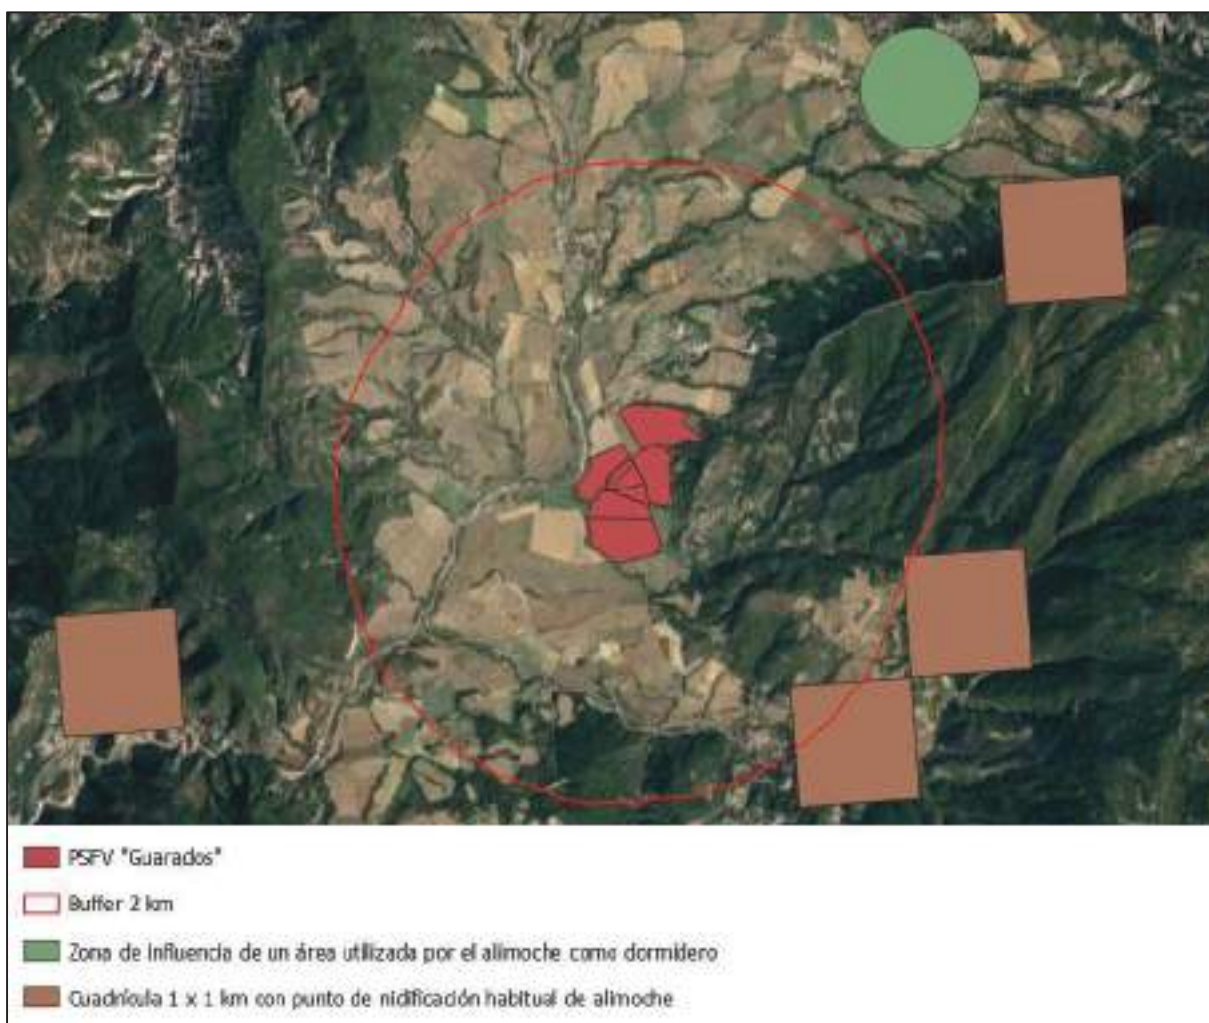 PSFV "Guarados"
Buffer 2 km
Zona de influencia de un área utilizada por el alimoche como dormidero
Cuadrícula 1 x 1 km con punto de nidificación habitual de alimoche